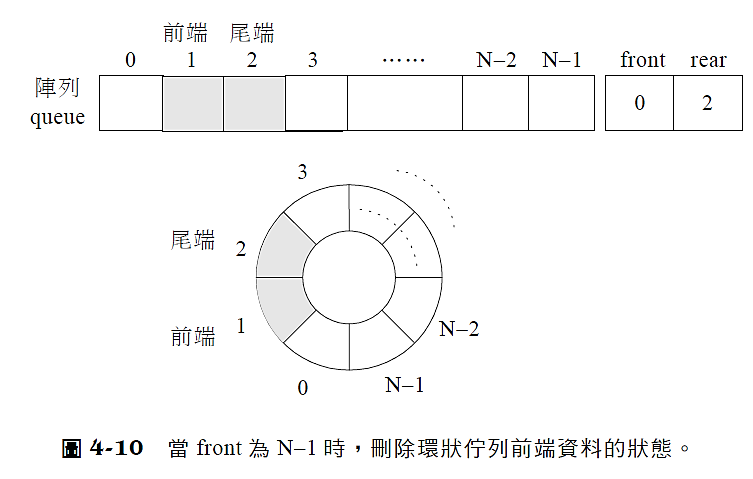 前端 尾端
0 1 2 3 …… N–2 N–1 front rear
陣列
queue
0 2
3
尾端 2
前端 1
N–2
0 N–1
圖 4-10 當 front 為 N–1 時，刪除環狀佇列前端資料的狀態。